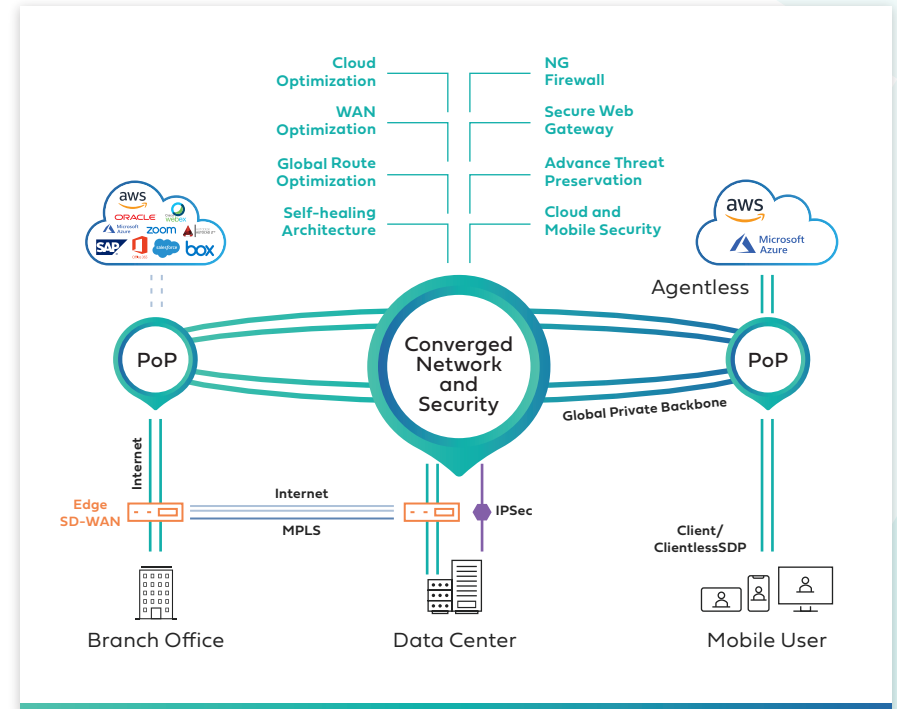 Cloud
Optimization
NG
Firewall
WAN
Optimization
Secure Web
Gateway
Global Route
Optimization
Advance Threat
Preservation
Self-healing
Architecture
Cloud and
Mobile Security
aws
ORACLE
webex
Microsoft
Azure
zoom
SAP
salesforce
box
aws
Microsoft
Azure
Agentless
PoP
Converged
Network
and
Security
PoP
Global Private Backbone
Internet
Edge
SD-WAN
Internet
MPLS
IPSec
Client/
ClientlessSDP
Branch Office
Data Center
Mobile User